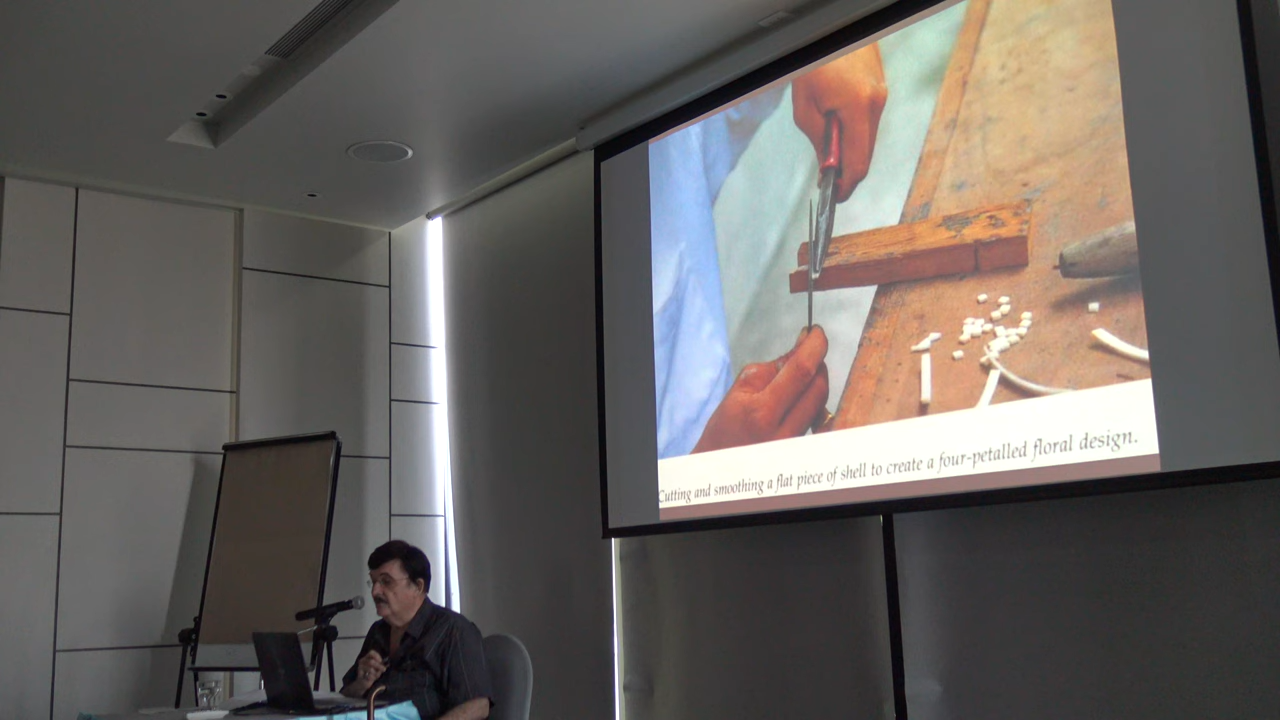 Cutting and smoothing a flat piece of shell to create a four-petalled floral design.